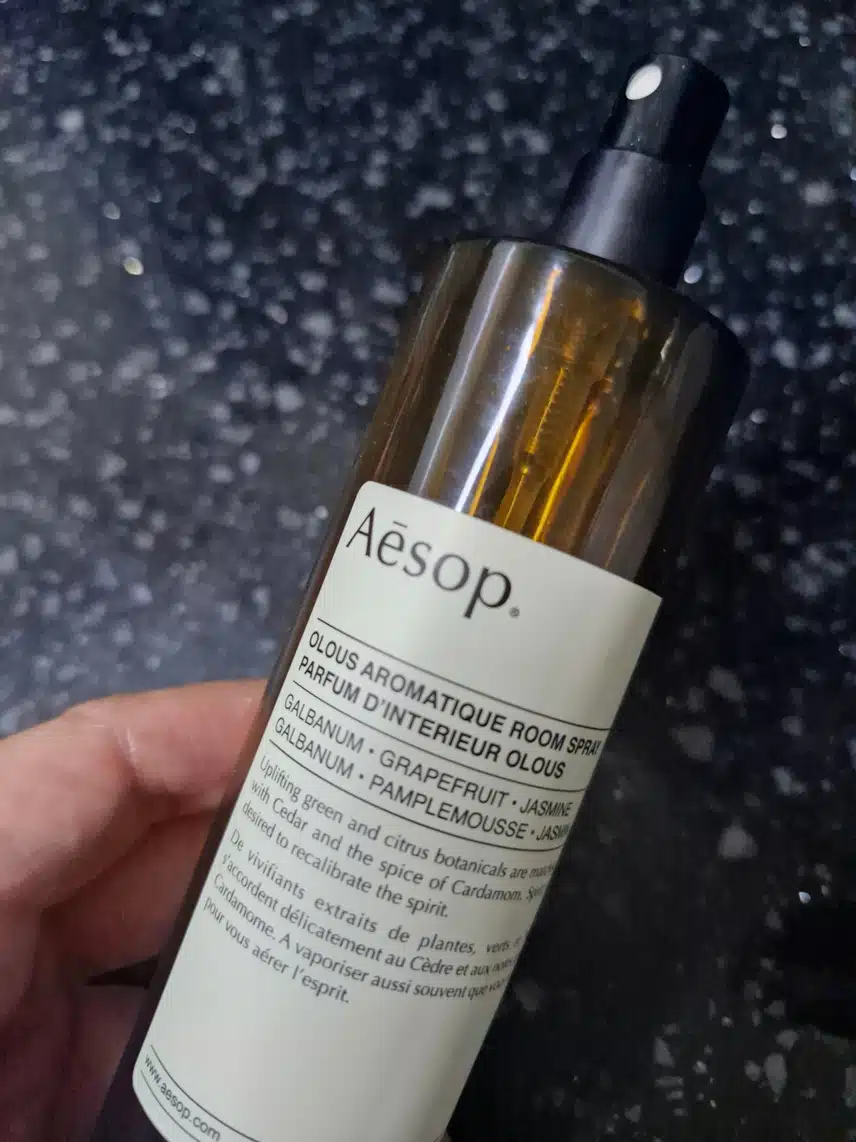 Aēsop®
OLOUS AROMATIQUE ROOM SPRAY
PARFUM D'INTERIEUR OLOUS
GALBANUM • GRAPEFRUIT • JASMINE
GALBANUM • PAMPLEMOUSSE •
Uplifting green and citrus botanicals are
with Cedar and the spice of Cardamom.
desired to recalibrate the spirit.
De vivifiants extraits de plantes, verts
s'accordent délicatement au Cèdre et aux
Cardamome. A vaporiser aussi souvent que
pour vous aérer l'esprit.
www.aesop.com